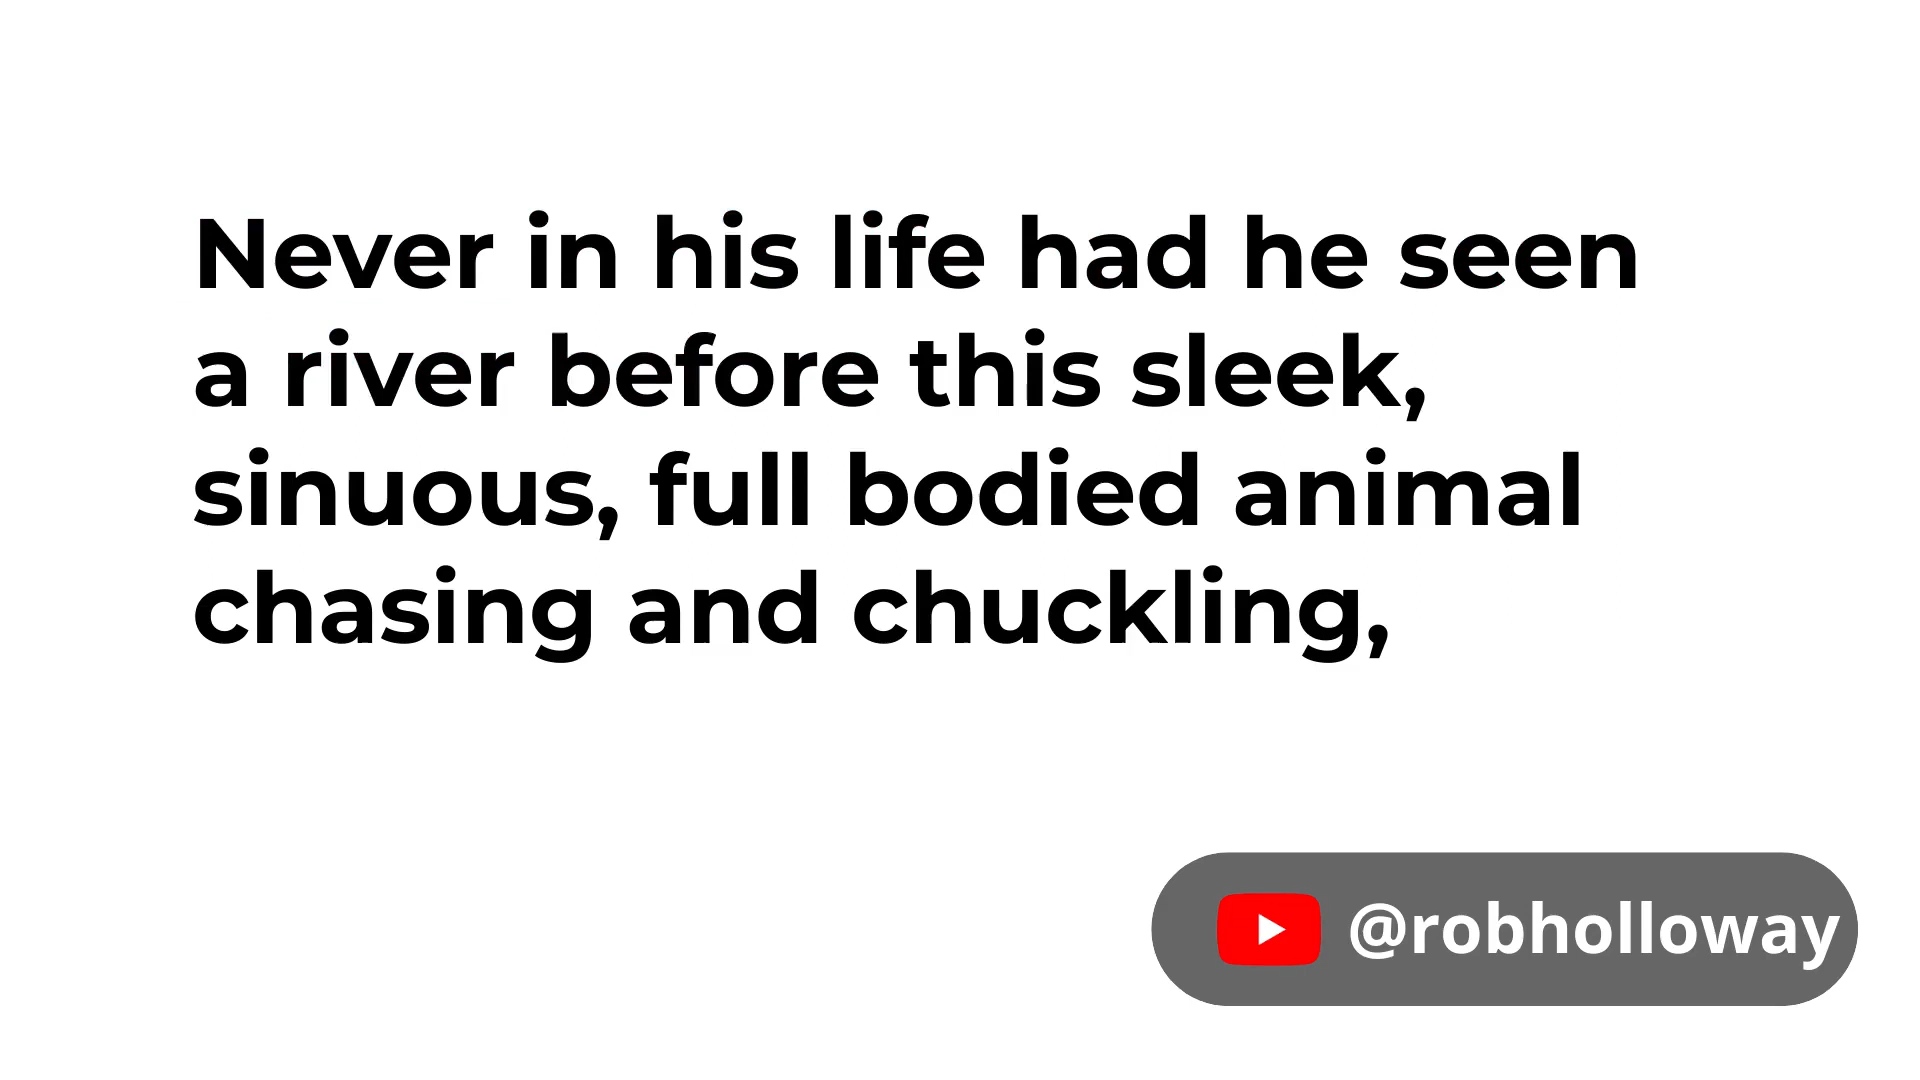 Never in his life had he seen
a river before this sleek,
sinuous, full bodied animal
chasing and chuckling,
@robholloway